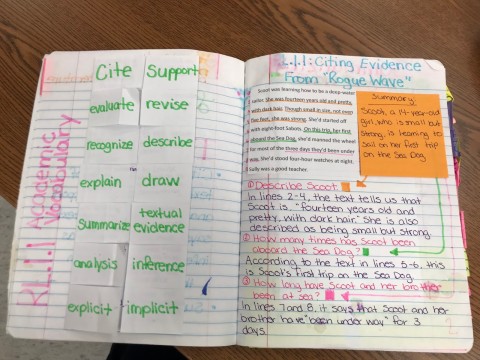 RL.1.1 Academic Vocabulary
Cite Support
evaluate revise
recognize describe
explain draw
summarize textual evidence
analysis inference
explicit implicit
RL.1.1: Citing Evidence
From "Rogue Wave"
Scoot was learning how to be a deep-water
sailor. She was fourteen years old and pretty,
with dark hair. Though small in size, not even
five feet, she was strong. She'd started off
with eight-foot Sabots. On this trip, her first
aboard the Sea Dog, she'd manned the wheel
for most of the three days they'd been under
way. She'd stood four-hour watches at night.
Sully was a good teacher.
Summary:
Scoot, a 14-year-old
girl, who is small but
strong, is learning to
sail on her first trip
on the Sea Dog.
① Describe Scoot.
In lines 2-4, the text tells us that
Scoot is "fourteen years old and
pretty, with dark hair." She is also
described as being small but strong.
② How many times has Scoot been
aboard the Sea Dog?
According to the text in lines 5-6, this
is Scoot's first trip on the Sea Dog.
③ How long have Scoot and her brother
been at sea?
In lines 7 and 8, it says that Scoot and her
brother have "been under way" for 3
days.